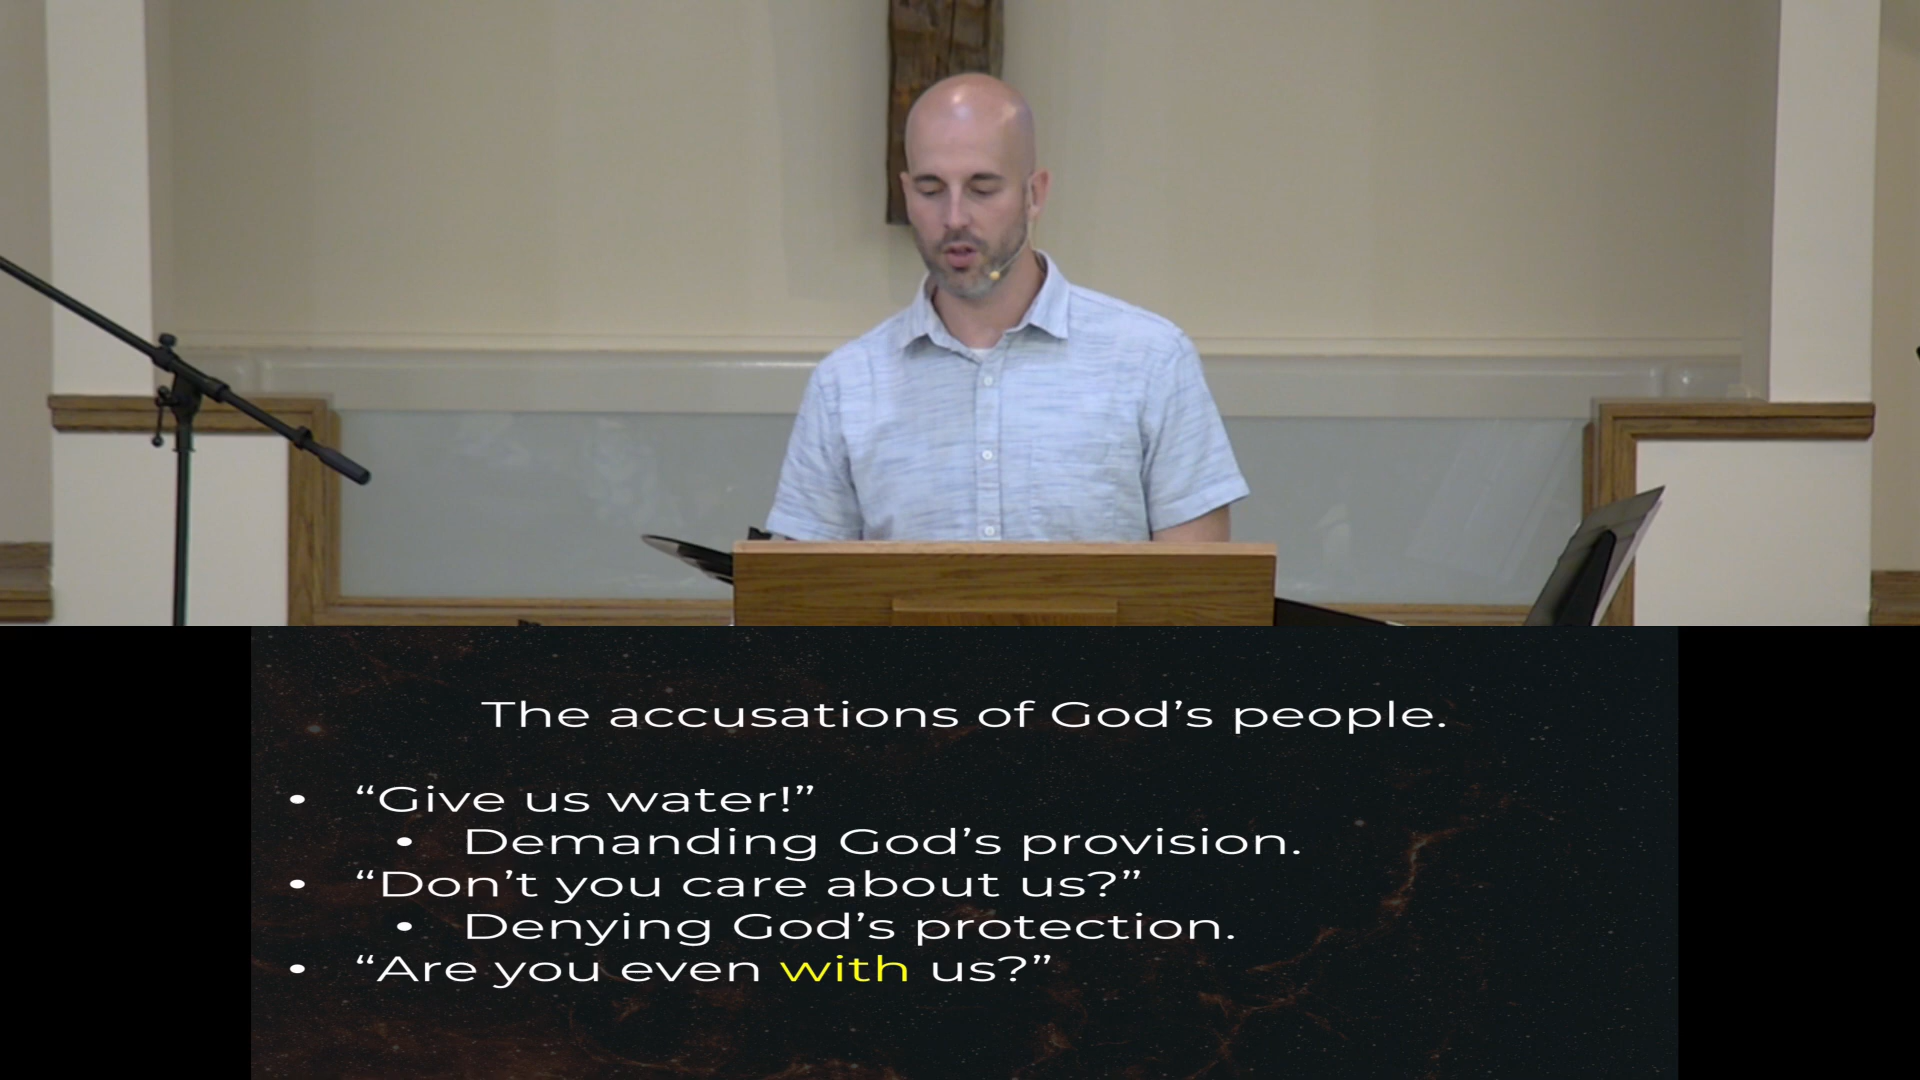 The accusations of God’s people.
• “Give us water!”
• Demanding God’s provision.
• “Don’t you care about us?”
• Denying God’s protection.
• “Are you even with us?”